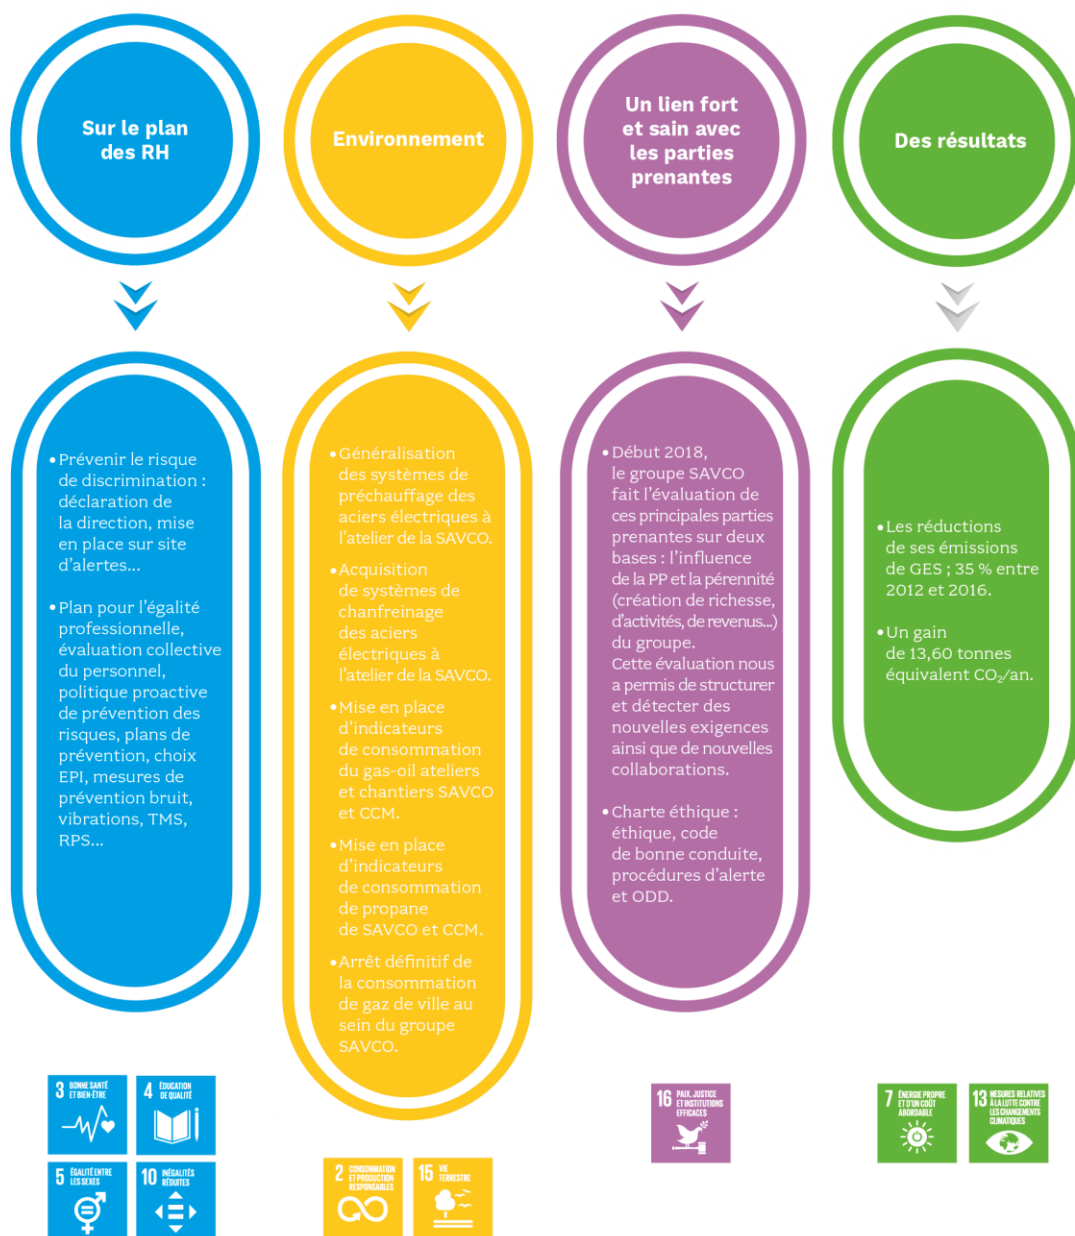 Sur le plan
des RH
• Prévenir le risque
de discrimination :
déclaration de
la direction, mise
en place sur site
d'alertes...
• Plan pour l'égalité
professionnelle,
évaluation collective
du personnel,
politique proactive
de prévention des
risques, plans de
prévention, choix
EPI, mesures de
prévention bruit,
vibrations, TMS,
RPS...
3 BONNE SANTÉ
ET BIEN-ÊTRE
4 ÉDUCATION
DE QUALITÉ
5 ÉGALITÉ ENTRE
LES SEXES
10 INÉGALITÉS
RÉDUITES
Environnement
• Généralisation
des systèmes de
préchauffage des
aciers électriques à
l'atelier de la SAVCO.
• Acquisition
de systèmes de
chanfreinage
des aciers
électriques à
l'atelier de la SAVCO.
• Mise en place
d'indicateurs
de consommation
du gas-oil ateliers
et chantiers SAVCO
et CCM.
• Mise en place
d'indicateurs
de consommation
de propane
de SAVCO et CCM.
• Arrêt définitif de
la consommation
de gaz de ville au
sein du groupe
SAVCO.
2 CONSOMMATION
ET PRODUCTION
RESPONSABLES
15 VIE
TERRESTRE
Un lien fort
et sain avec
les parties
prenantes
• Début 2018,
le groupe SAVCO
fait l'évaluation de
ces principales parties
prenantes sur deux
bases : l'influence
de la PP et la pérennité
(création de richesse,
d'activités, de revenus...)
du groupe.
Cette évaluation nous
a permis de structurer
et détecter des
nouvelles exigences
ainsi que de nouvelles
collaborations.
• Charte éthique :
éthique, code
de bonne conduite,
procédures d'alerte
et ODD.
16 PAIX, JUSTICE
ET INSTITUTIONS
EFFICACES
Des résultats
• Les réductions
de ses émissions
de GES ; 35 % entre
2012 et 2016.
• Un gain
de 13,60 tonnes
équivalent CO₂/an.
7 ÉNERGIE PROPRE
ET D'UN COÛT
ABORDABLE
13 MESURES RELATIVES
À LA LUTTE CONTRE
LES CHANGEMENTS
CLIMATIQUES